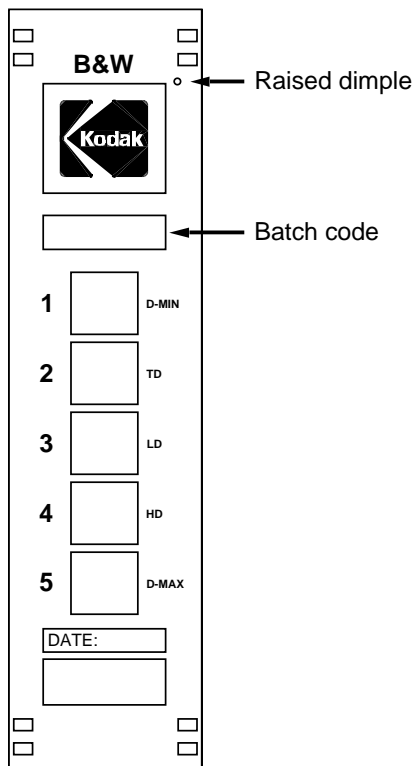 B&W
Raised dimple
Kodak
Batch code
1 D-MIN
2 TD
3 LD
4 HD
5 D-MAX
DATE: